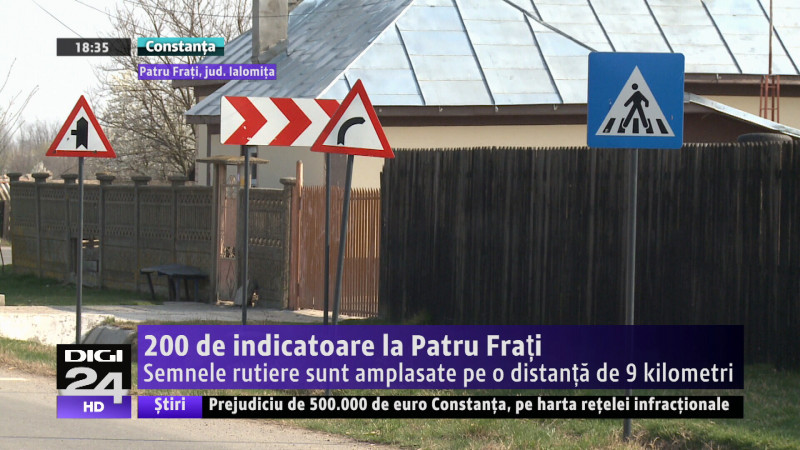 18:35
Constanța
Patru Frați, jud. Ialomița
200 de indicatoare la Patru Frați
Semnele rutiere sunt amplasate pe o distanță de 9 kilometri
DIGI
24
HD
Știri
Prejudiciu de 500.000 de euro Constanța, pe harta rețelei infracționale